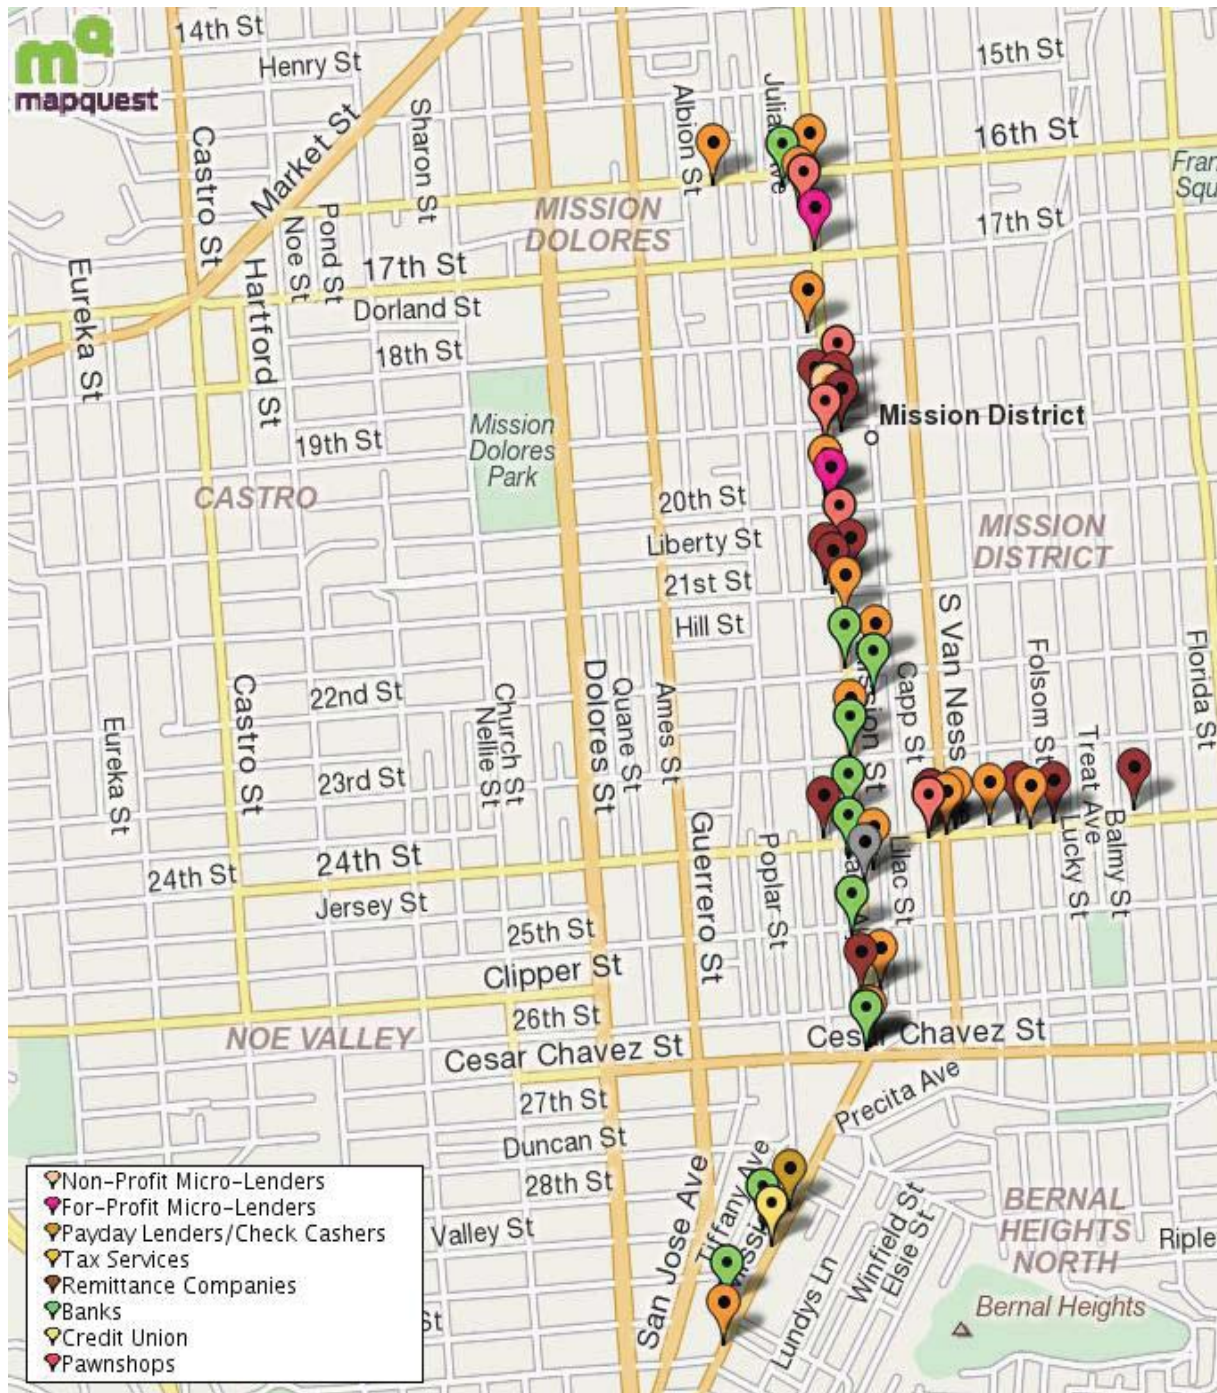 mapquest
14th St
Henry St
15th St
16th St
Albion St
Sharon St
Castro St
Market St
MISSION
DOLORES
Noe St
Pond St
17th St
17th St
Eureka St
Hartford St
Dorland St
18th St
Mission
Dolores
Park
Mission District
19th St
CASTRO
20th St
MISSION
DISTRICT
Liberty St
21st St
Hill St
S Van Ness
Folsom St
Florida St
Dolores St
Quane St
Ames St
Capp St
22nd St
Castro St
Church St
Nellie St
Eureka St
23rd St
Treat Ave
Guerrero St
Poplar St
Lilac St
Lucky St
Balmy St
24th St
24th St
Jersey St
25th St
Clipper St
26th St
NOE VALLEY
Cesar Chavez St
Cesar Chavez St
Precita Ave
27th St
Duncan St
28th St
San Jose Ave
Tiffany Ave
Valley St
Winfield St
Elsie St
Lundys Ln
BERNAL
HEIGHTS
NORTH
Bernal Heights
Non-Profit Micro-Lenders
For-Profit Micro-Lenders
Payday Lenders/Check Cashers
Tax Services
Remittance Companies
Banks
Credit Union
Pawnshops